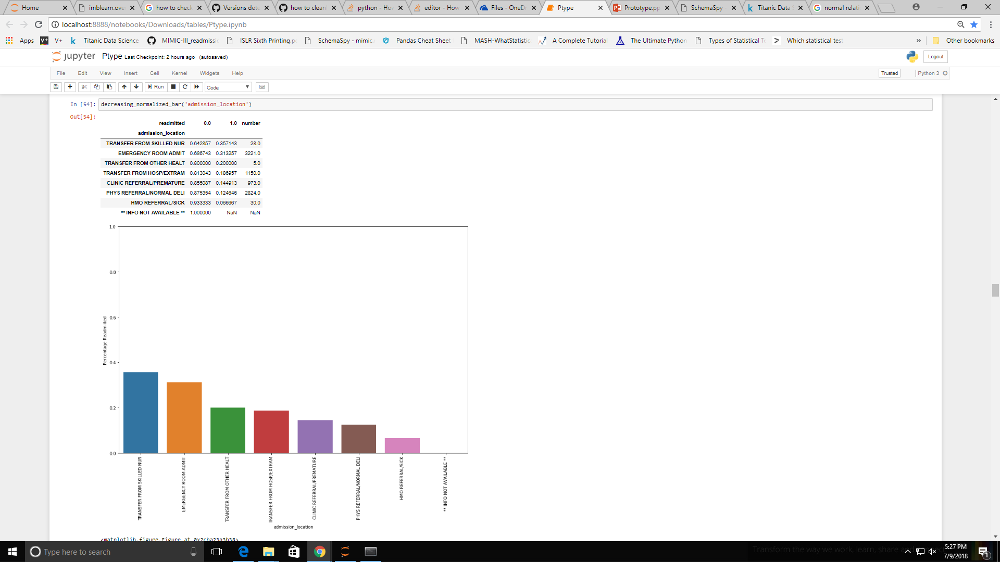 Home
imblearn.ove
how to check
Versions dete
how to clean
python - Ho
editor - How
Files - OneDr
Ptype
Prototype.pp
SchemaSpy -
Titanic Data
normal relati
localhost:8888/notebooks/Downloads/tables/Ptype.ipynb
Apps
V+ V+
Titanic Data Science
MIMIC-III_readmissic
ISLR Sixth Printing.p
SchemaSpy - mimic.
Pandas Cheat Sheet
MASH-WhatStatistic
A Complete Tutorial
The Ultimate Python
Types of Statistical Te
Which statistical test
»
Other bookmarks
jupyter Ptype Last Checkpoint: 2 hours ago (autosaved)
Logout
File Edit View Insert Cell Kernel Widgets Help
Trusted
Python 3
Run
Code
In [54]: decreasing_normalized_bar('admission_location')
Out[54]:
readmitted 0.0 1.0 number
admission_location
TRANSFER FROM SKILLED NUR 0.642857 0.357143 28.0
EMERGENCY ROOM ADMIT 0.686743 0.313257 3221.0
TRANSFER FROM OTHER HEALT 0.800000 0.200000 5.0
TRANSFER FROM HOSP/EXTRAM 0.813043 0.186957 1150.0
CLINIC REFERRAL/PREMATURE 0.855087 0.144913 973.0
PHYS REFERRAL/NORMAL DELI 0.875354 0.124646 2824.0
HMO REFERRAL/SICK 0.933333 0.066667 30.0
** INFO NOT AVAILABLE ** 1.000000 NaN NaN
1.0
0.8
0.6
0.4
0.2
0.0
Percentage Readmiited
TRANSFER FROM SKILLED NUR
EMERGENCY ROOM ADMIT
TRANSFER FROM OTHER HEALT
TRANSFER FROM HOSP/EXTRAM
CLINIC REFERRAL/PREMATURE
PHYS REFERRAL/NORMAL DELI
HMO REFERRAL/SICK
** INFO NOT AVAILABLE **
admission_location
<matplotlib.figure.Figure at 0x2cba23a3b38>
Type here to search
Transform the way we work, learn, share and
5:27 PM
7/9/2018
1